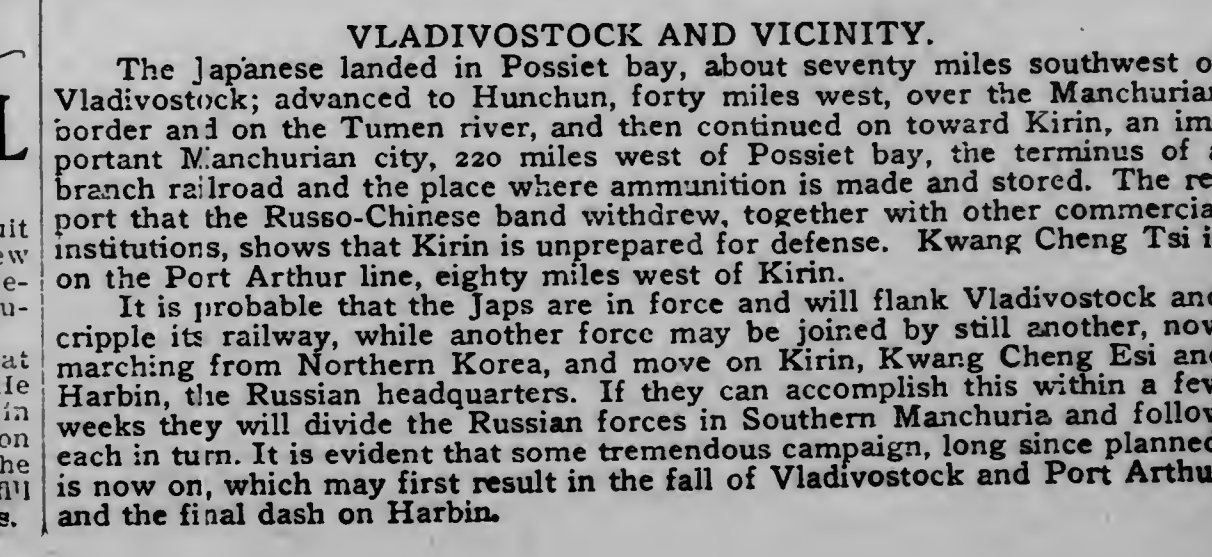 VLADIVOSTOCK AND VICINITY.
The Japanese landed in Possiet bay, about seventy miles southwest o
Vladivostock; advanced to Hunchun, forty miles west, over the Manchurian
border and on the Tumen river, and then continued on toward Kirin, an im
portant Manchurian city, 220 miles west of Possiet bay, the terminus of a
branch railroad and the place where ammunition is made and stored. The re
port that the Russo-Chinese band withdrew, together with other commercia
institutions, shows that Kirin is unprepared for defense. Kwang Cheng Tsi i
on the Port Arthur line, eighty miles west of Kirin.
It is probable that the Japs are in force and will flank Vladivostock and
cripple its railway, while another force may be joined by still another, now
marching from Northern Korea, and move on Kirin, Kwang Cheng Esi and
Harbin, the Russian headquarters. If they can accomplish this within a few
weeks they will divide the Russian forces in Southern Manchuria and follow
each in turn. It is evident that some tremendous campaign, long since planned
is now on, which may first result in the fall of Vladivostock and Port Arthu
and the final dash on Harbin.